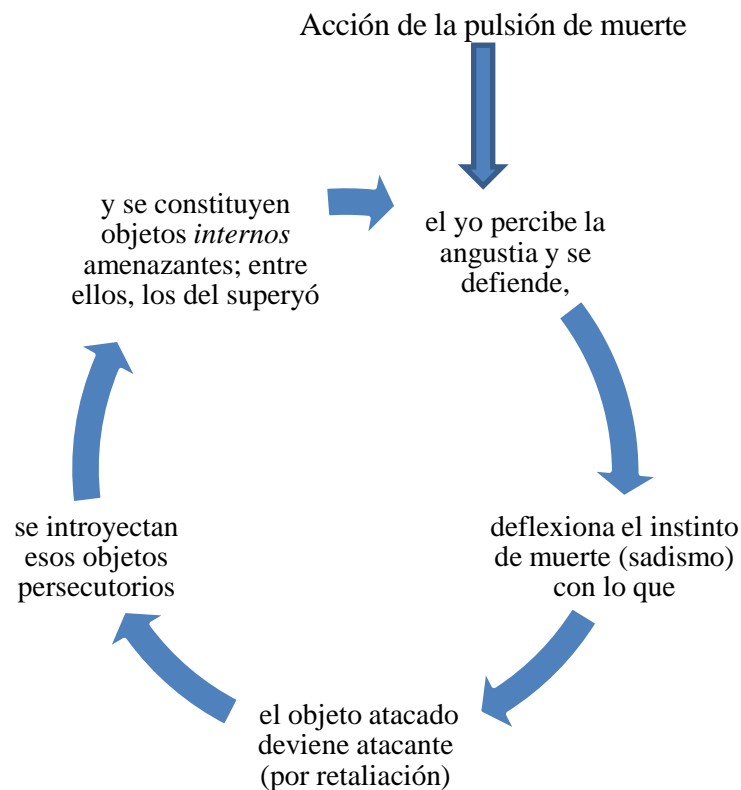 Acción de la pulsión de muerte
el yo percibe la
angustia y se
defiende,
deflexiona el instinto
de muerte (sadismo)
con lo que
el objeto atacado
deviene atacante
(por retaliación)
se introyectan
esos objetos
persecutorios
y se constituyen
objetos internos
amenazantes; entre
ellos, los del superyó